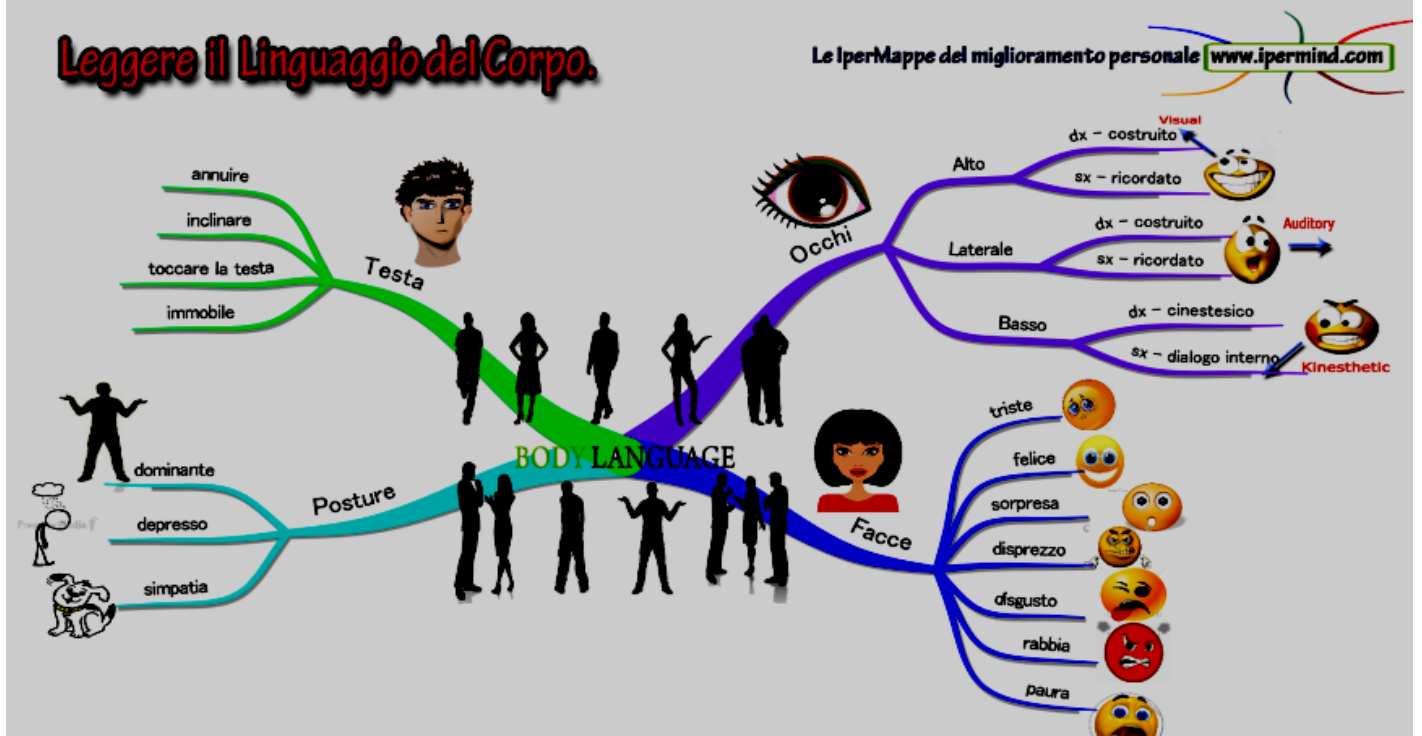 Leggere il Linguaggio del Corpo.
Le IperMappe del miglioramento personale www.ipermind.com
annuire
inclinare
toccare la testa
immobile
Testa
Occhi
Alto
Visual
dx - costruito
sx - ricordato
Laterale
dx - costruito
Auditory
sx - ricordato
Basso
dx - cinestesico
sx - dialogo interno
Kinesthetic
BODY LANGUAGE
Posture
dominante
depresso
simpatia
Facce
triste
felice
sorpresa
disprezzo
disgusto
rabbia
paura